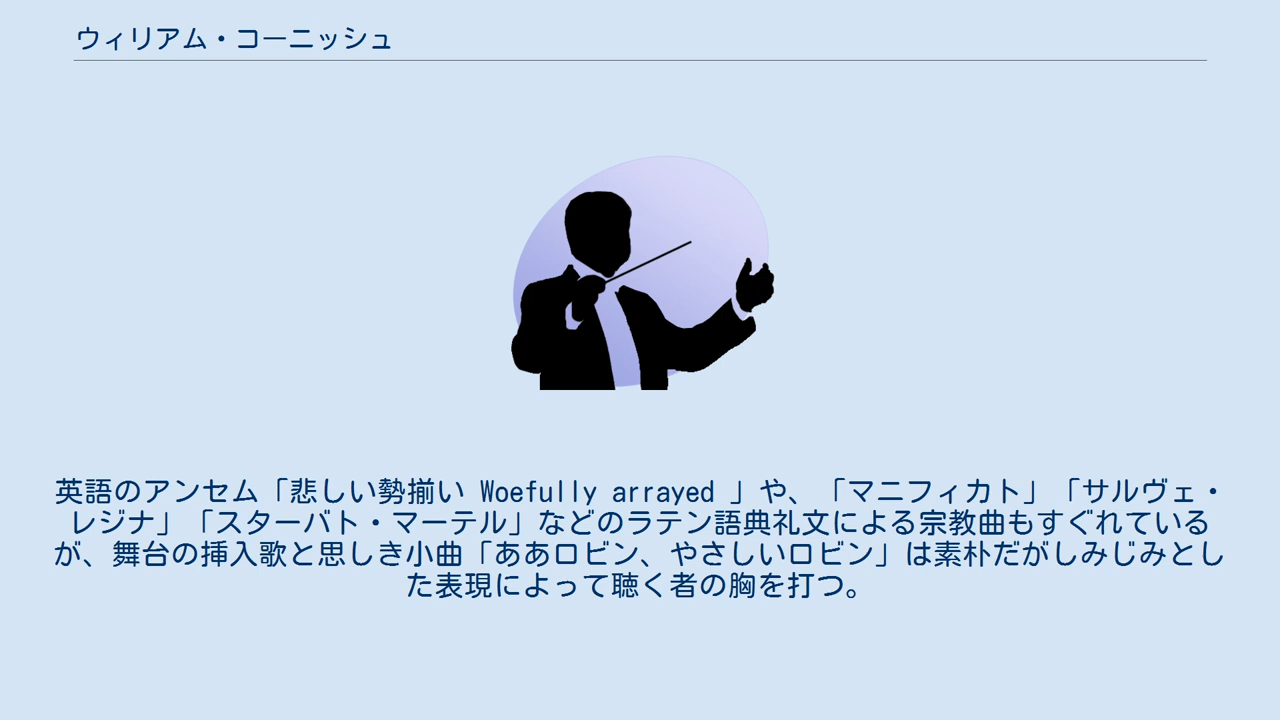 ウィリアム・コーニッシュ
英語のアンセム「悲しい勢揃い Woefully arrayed 」や、「マニフィカト」「サルヴェ・
レジナ」「スターバト・マーテル」などのラテン語典礼文による宗教曲もすぐれている
が、舞台の挿入歌と思しき小曲「ああロビン、やさしいロビン」は素朴だがしみじみとし
た表現によって聴く者の胸を打つ。